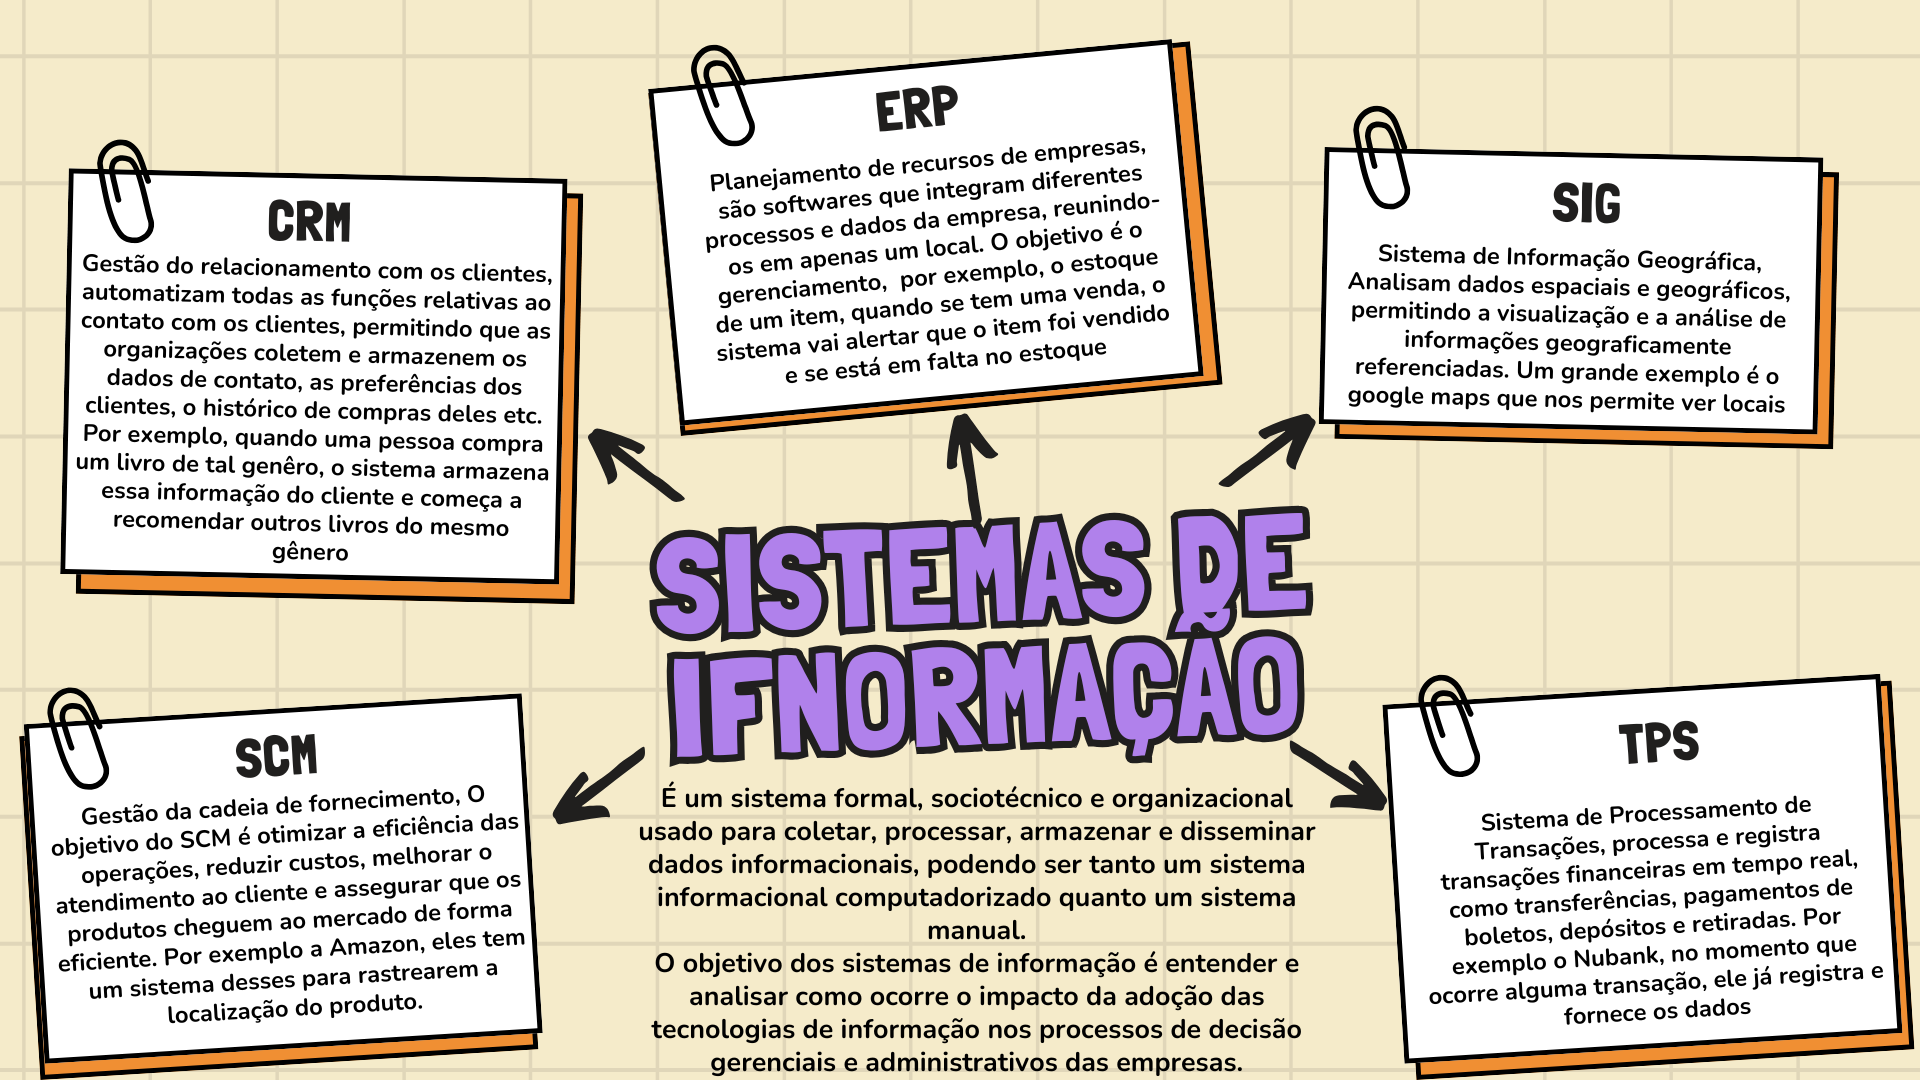 CRM
Gestão do relacionamento com os clientes,
automatizam todas as funções relativas ao
contato com os clientes, permitindo que as
organizações coletem e armazenem os
dados de contato, as preferências dos
clientes, o histórico de compras deles etc.
Por exemplo, quando uma pessoa compra
um livro de tal genêro, o sistema armazena
essa informação do cliente e começa a
recomendar outros livros do mesmo
gênero
ERP
Planejamento de recursos de empresas,
são softwares que integram diferentes
processos e dados da empresa, reunindo-
os em apenas um local. O objetivo é o
gerenciamento,  por exemplo, o estoque
de um item, quando se tem uma venda, o
sistema vai alertar que o item foi vendido
e se está em falta no estoque
SIG
Sistema de Informação Geográfica,
Analisam dados espaciais e geográficos,
permitindo a visualização e a análise de
informações geograficamente
referenciadas. Um grande exemplo é o
google maps que nos permite ver locais
SISTEMAS DE
IFNORMAÇÃO
É um sistema formal, sociotécnico e organizacional
usado para coletar, processar, armazenar e disseminar
dados informacionais, podendo ser tanto um sistema
informacional computadorizado quanto um sistema
manual.
O objetivo dos sistemas de informação é entender e
analisar como ocorre o impacto da adoção das
tecnologias de informação nos processos de decisão
gerenciais e administrativos das empresas.
SCM
Gestão da cadeia de fornecimento, O
objetivo do SCM é otimizar a eficiência das
operações, reduzir custos, melhorar o
atendimento ao cliente e assegurar que os
produtos cheguem ao mercado de forma
eficiente. Por exemplo a Amazon, eles tem
um sistema desses para rastrearem a
localização do produto.
TPS
Sistema de Processamento de
Transações, processa e registra
transações financeiras em tempo real,
como transferências, pagamentos de
boletos, depósitos e retiradas. Por
exemplo o Nubank, no momento que
ocorre alguma transação, ele já registra e
fornece os dados